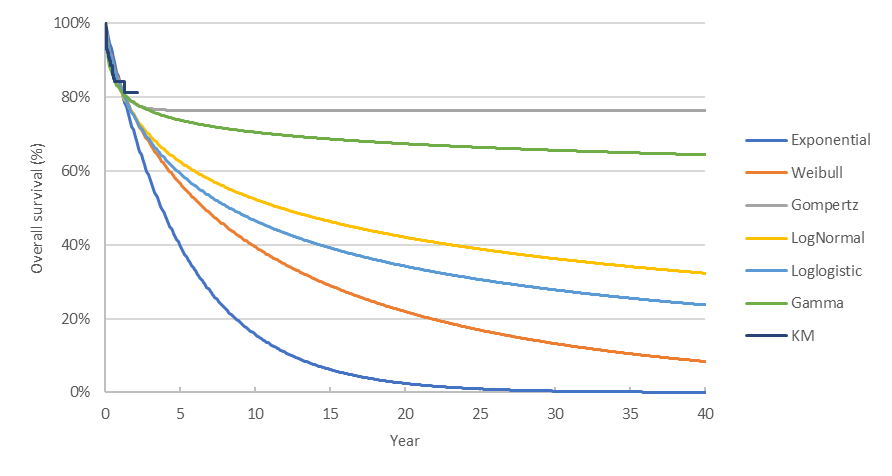 Overall survival (%)
100%
80%
60%
40%
20%
0%
0 5 10 15 20 25 30 35 40
Year
Exponential
Weibull
Gompertz
LogNormal
Loglogistic
Gamma
KM